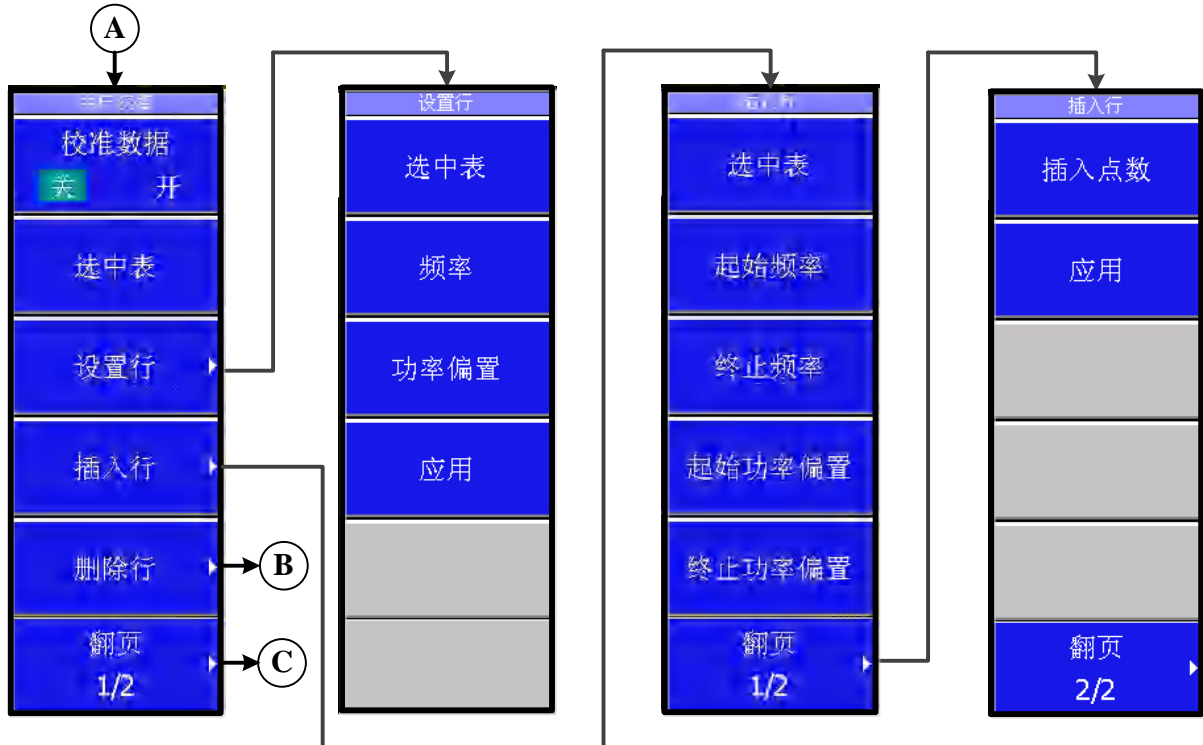 A
校准数据
关 开
选中表
设置行
插入行
删除行
B
翻页
1/2
C
设置行
选中表
频率
功率偏置
应用
选中表
起始频率
终止频率
起始功率偏置
终止功率偏置
翻页
1/2
插入行
插入点数
应用
翻页
2/2